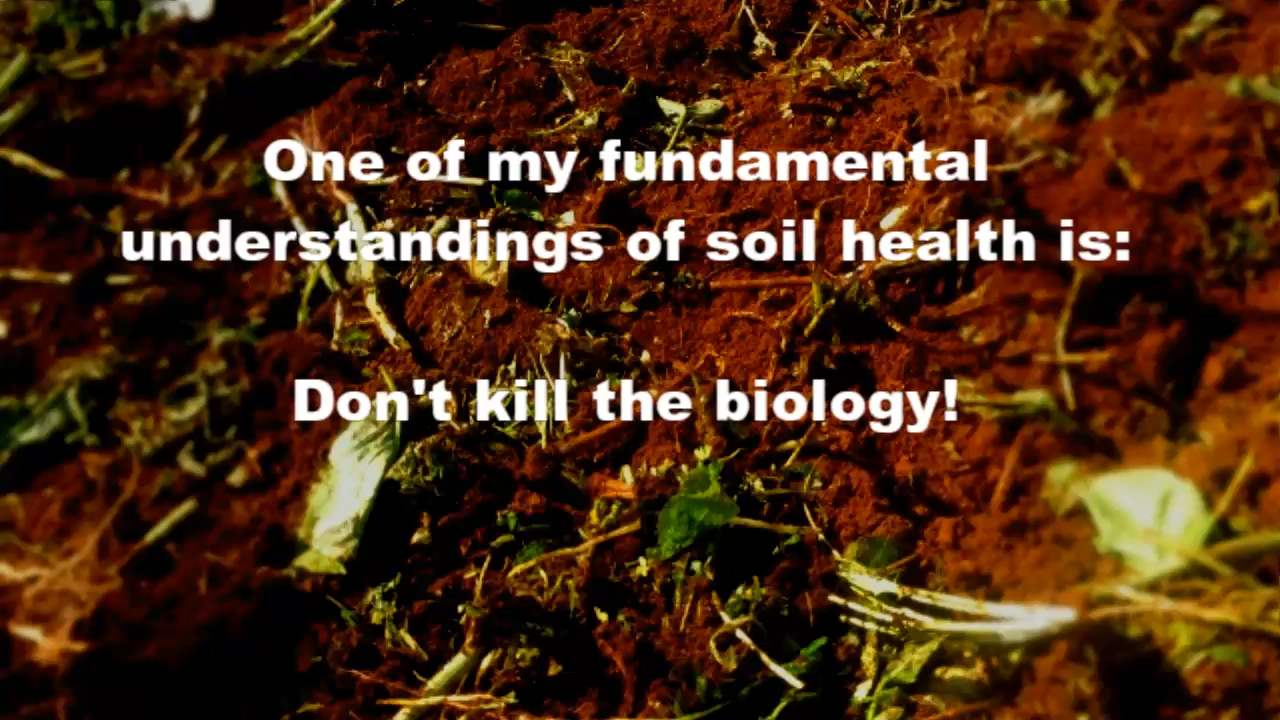 One of my fundamental
understandings of soil health is:
Don't kill the biology!